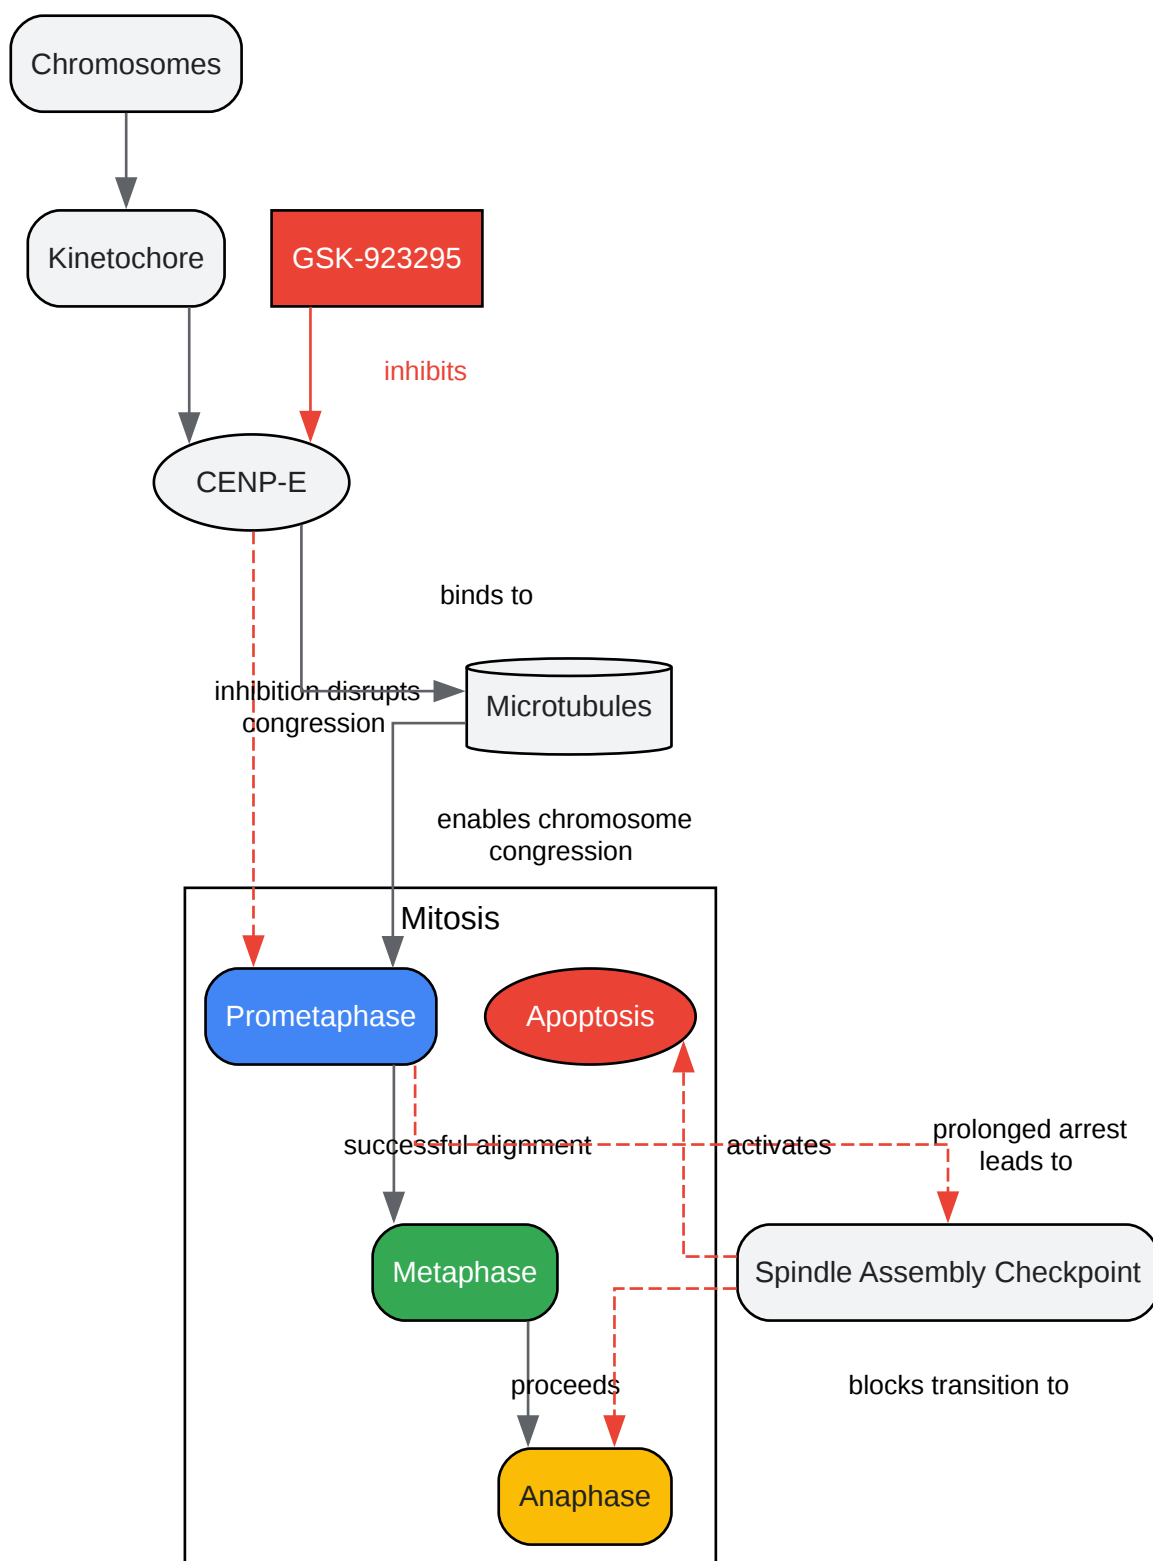 Chromosomes
Kinetochore
GSK-923295
inhibits
CENP-E
binds to
inhibition disrupts
congression
Microtubules
enables chromosome
congression
Mitosis
Prometaphase
Apoptosis
successful alignment
activates
prolonged arrest
leads to
Metaphase
Spindle Assembly Checkpoint
proceeds
blocks transition to
Anaphase